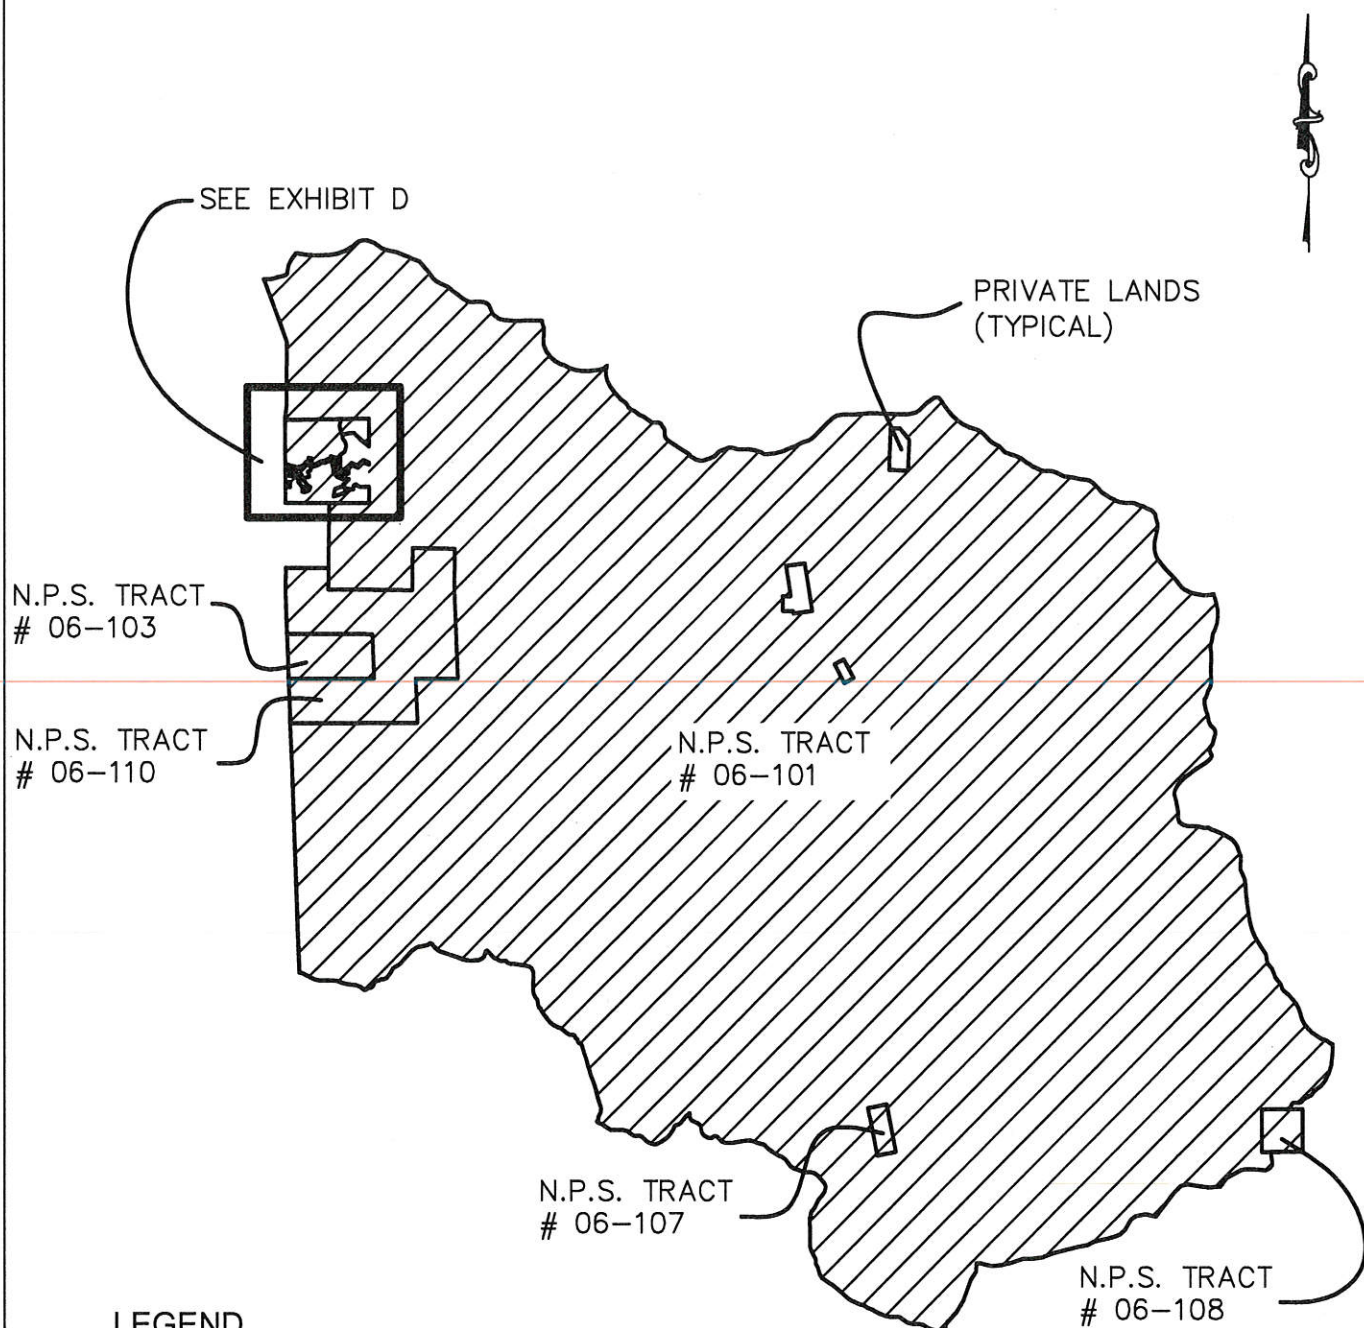 SEE EXHIBIT D
PRIVATE LANDS
(TYPICAL)
N.P.S. TRACT
# 06-103
N.P.S. TRACT
# 06-110
N.P.S. TRACT
# 06-101
N.P.S. TRACT
# 06-107
N.P.S. TRACT
# 06-108
LEGEND